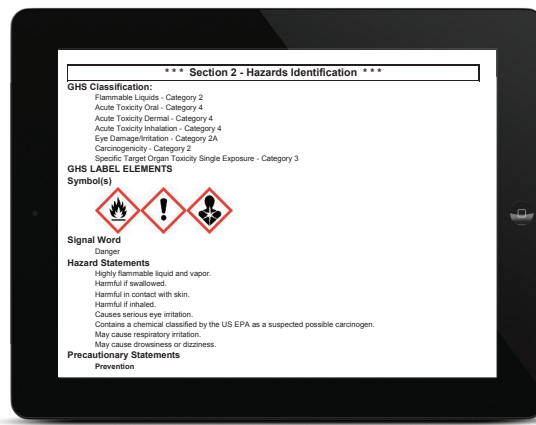 * * * Section 2 - Hazards Identification * * *
GHS Classification:
Flammable Liquids - Category 2
Acute Toxicity Oral - Category 4
Acute Toxicity Dermal - Category 4
Acute Toxicity Inhalation - Category 4
Eye Damage/Irritation - Category 2A
Carcinogenicity - Category 2
Specific Target Organ Toxicity Single Exposure - Category 3
GHS LABEL ELEMENTS
Symbol(s)
Signal Word
Danger
Hazard Statements
Highly flammable liquid and vapor.
Harmful if swallowed.
Harmful in contact with skin.
Harmful if inhaled.
Causes serious eye irritation.
Contains a chemical classified by the US EPA as a suspected possible carcinogen.
May cause respiratory irritation.
May cause drowsiness or dizziness.
Precautionary Statements
Prevention